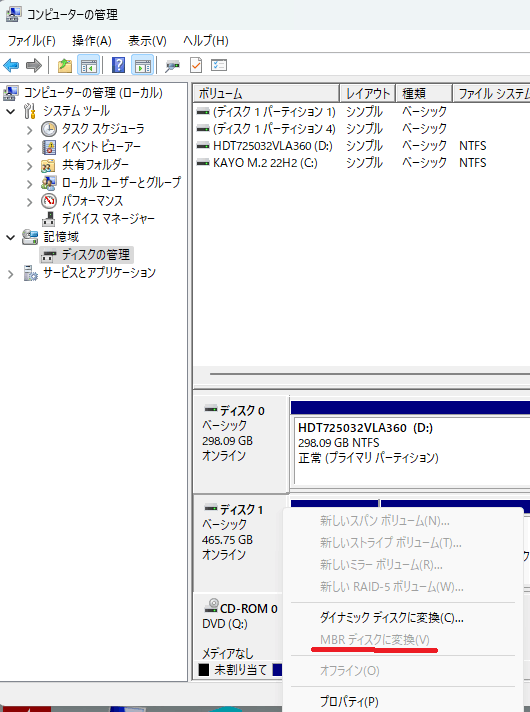 コンピューターの管理
ファイル(F) 操作(A) 表示(V) ヘルプ(H)
コンピューターの管理 (ローカル)
システム ツール
タスク スケジューラ
イベント ビューアー
共有フォルダー
ローカル ユーザーとグループ
パフォーマンス
デバイス マネージャー
記憶域
ディスクの管理
サービスとアプリケーション
ボリューム レイアウト 種類 ファイル システム
(ディスク 1 パーティション 1) シンプル ベーシック
(ディスク 1 パーティション 4) シンプル ベーシック
HDT725032VLA360 (D:) シンプル ベーシック NTFS
KAYO M.2 22H2 (C:) シンプル ベーシック NTFS
ディスク 0
ベーシック
298.09 GB
オンライン
HDT725032VLA360 (D:)
298.09 GB NTFS
正常 (プライマリ パーティション)
ディスク 1
ベーシック
465.75 GB
オンライン
CD-ROM 0
DVD (Q:)
メディアなし
未割り当て
新しいスパン ボリューム(N)...
新しいストライプ ボリューム(T)...
新しいミラー ボリューム(R)...
新しい RAID-5 ボリューム(W)...
ダイナミック ディスクに変換(C)...
MBR ディスクに変換(V)
オフライン(O)
プロパティ(P)